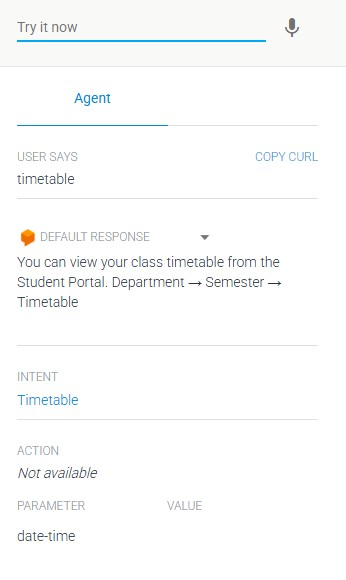 Try it now
Agent
USER SAYS COPY CURL
timetable
DEFAULT RESPONSE
You can view your class timetable from the
Student Portal. Department → Semester →
Timetable
INTENT
Timetable
ACTION
Not available
PARAMETER VALUE
date-time